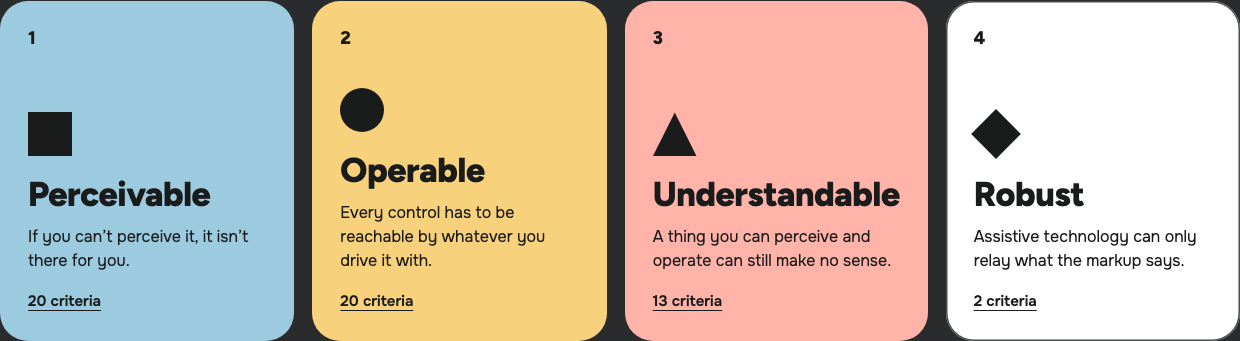 1
Perceivable
If you can’t perceive it, it isn’t
there for you.
20 criteria
2
Operable
Every control has to be
reachable by whatever you
drive it with.
20 criteria
3
Understandable
A thing you can perceive and
operate can still make no sense.
13 criteria
4
Robust
Assistive technology can only
relay what the markup says.
2 criteria